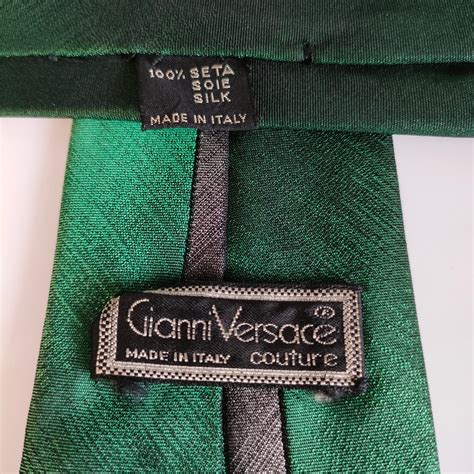 100% SETA
SOIE
SILK
MADE IN ITALY
Gianni Versace ®
MADE IN ITALY couture